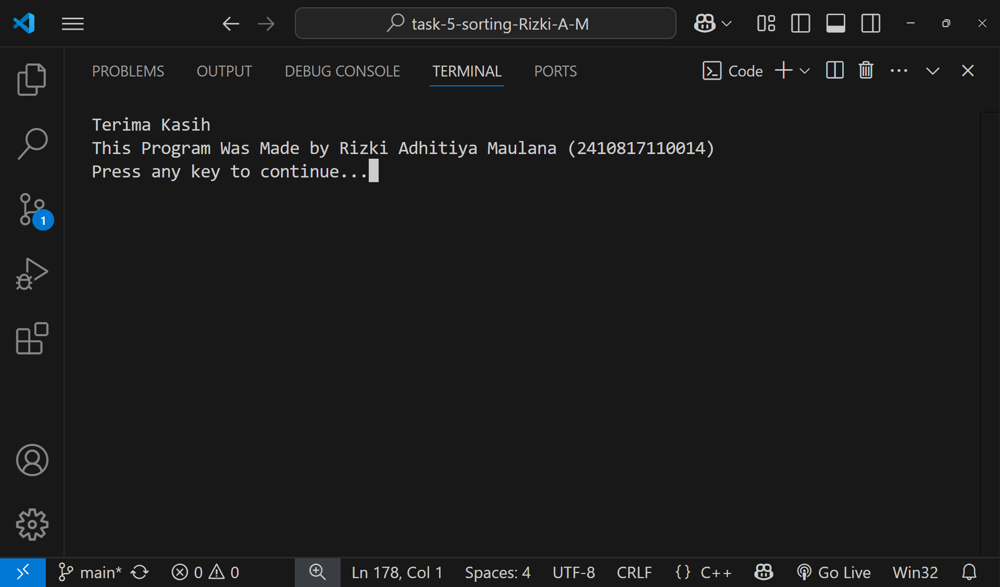 task-5-sorting-Rizki-A-M
PROBLEMS OUTPUT DEBUG CONSOLE TERMINAL PORTS Code
Terima Kasih
This Program Was Made by Rizki Adhitiya Maulana (2410817110014)
Press any key to continue...
1
main* 0 0 Ln 178, Col 1 Spaces: 4 UTF-8 CRLF {} C++ Go Live Win32